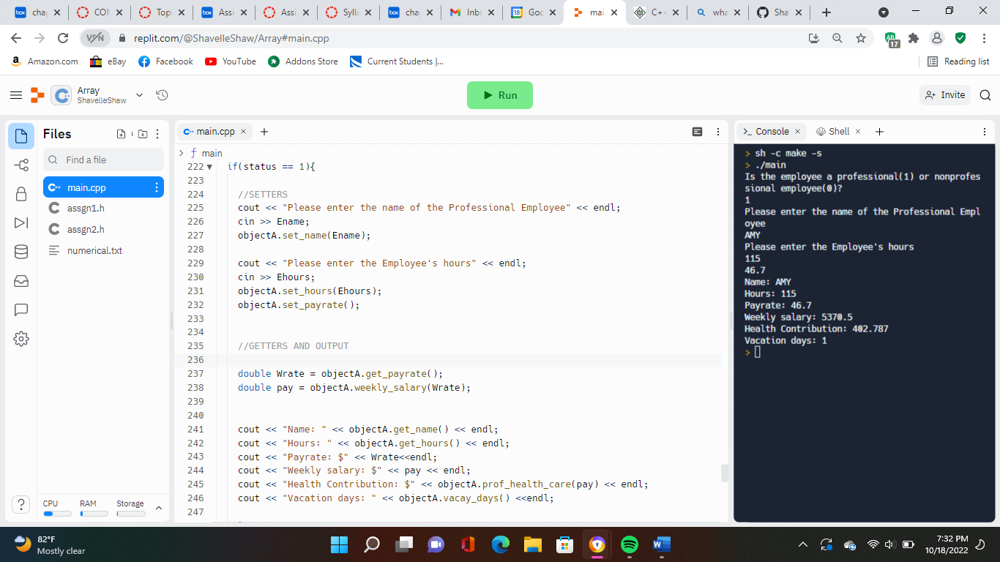 chap
COM
Topi
Assi
Assi
Sylla
chap
Inbo
Goo
mai
C++
wha
Sha
VPN
replit.com/@ShavelleShaw/Array#main.cpp
17
Amazon.com
eBay
Facebook
YouTube
Addons Store
Current Students |...
Reading list
Array
ShavelleShaw
Run
Invite
Files
Find a file
main.cpp
assgn1.h
assgn2.h
numerical.txt
CPU
RAM
Storage
main.cpp
main
222 if(status == 1){
223
224 //SETTERS
225 cout << "Please enter the name of the Professional Employee" << endl;
226 cin >> Ename;
227 objectA.set_name(Ename);
228
229 cout << "Please enter the Employee's hours" << endl;
230 cin >> Ehours;
231 objectA.set_hours(Ehours);
232 objectA.set_payrate();
233
234
235 //GETTERS AND OUTPUT
236
237 double Wrate = objectA.get_payrate();
238 double pay = objectA.weekly_salary(Wrate);
239
240
241 cout << "Name: " << objectA.get_name() << endl;
242 cout << "Hours: " << objectA.get_hours() << endl;
243 cout << "Payrate: $" << Wrate<<endl;
244 cout << "Weekly salary: $" << pay << endl;
245 cout << "Health Contribution: $" << objectA.prof_health_care(pay) << endl;
246 cout << "Vacation days: " << objectA.vacay_days() <<endl;
247
Console
Shell
> sh -c make -s
> ./main
Is the employee a professional(1) or nonprofes
sional employee(0)?
1
Please enter the name of the Professional Empl
oyee
AMY
Please enter the Employee's hours
115
46.7
Name: AMY
Hours: 115
Payrate: 46.7
Weekly salary: 5370.5
Health Contribution: 402.787
Vacation days: 1
>
82°F
Mostly clear
7:32 PM
10/18/2022